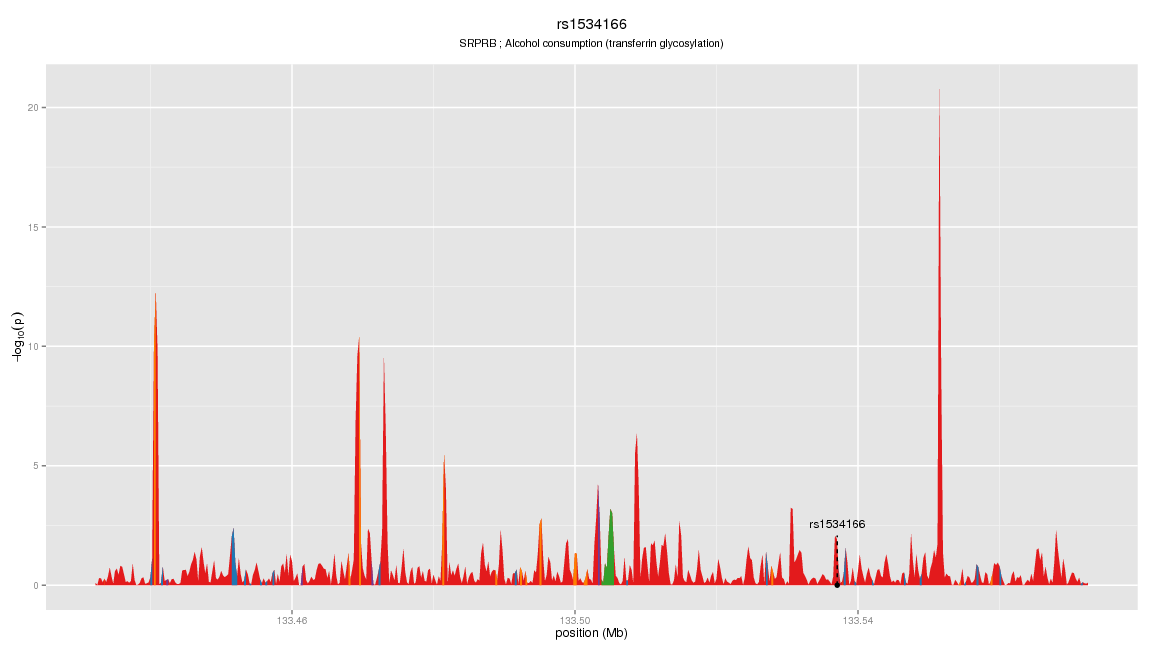 rs1534166
SRPRB ; Alcohol consumption (transferrin glycosylation)
20
15
10
5
0
−log10(p)
rs1534166
133.46
133.50
133.54
position (Mb)